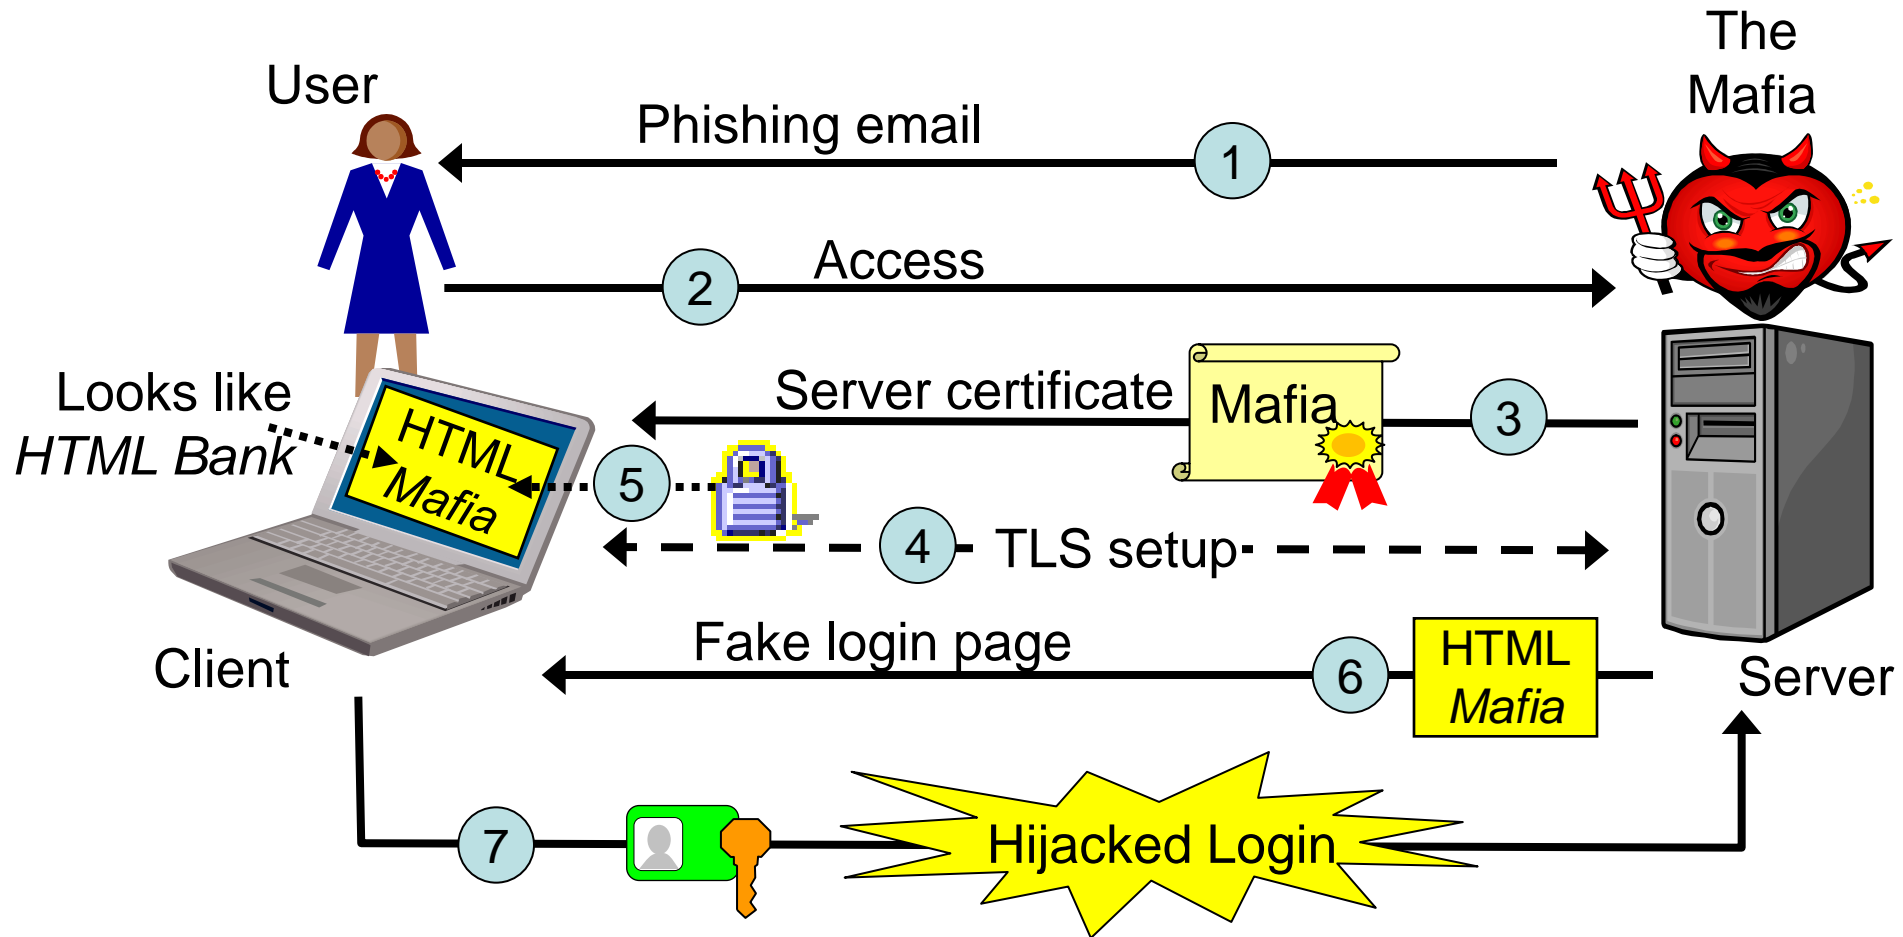 The
Mafia
User
Phishing email
1
2
Access
Looks like
HTML Bank
HTML
Mafia
Server certificate
Mafia
3
5
4
TLS setup
Client
Fake login page
6
HTML
Mafia
Server
7
Hijacked Login